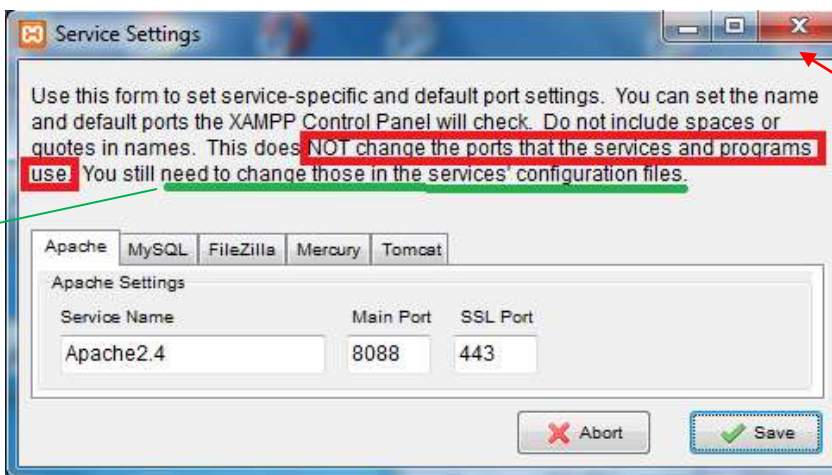 Service Settings
Use this form to set service-specific and default port settings. You can set the name
and default ports the XAMPP Control Panel will check. Do not include spaces or
quotes in names. This does NOT change the ports that the services and programs
use. You still need to change those in the services' configuration files.
Apache MySQL FileZilla Mercury Tomcat
Apache Settings
Service Name Main Port SSL Port
Apache2.4 8088 443
Abort Save